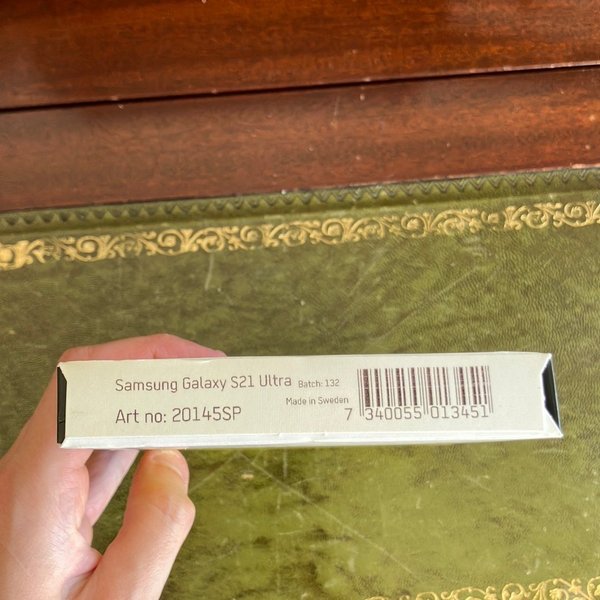 Samsung Galaxy S21 Ultra Batch: 132
Made in Sweden
Art no: 20145SP
7 340055 013451